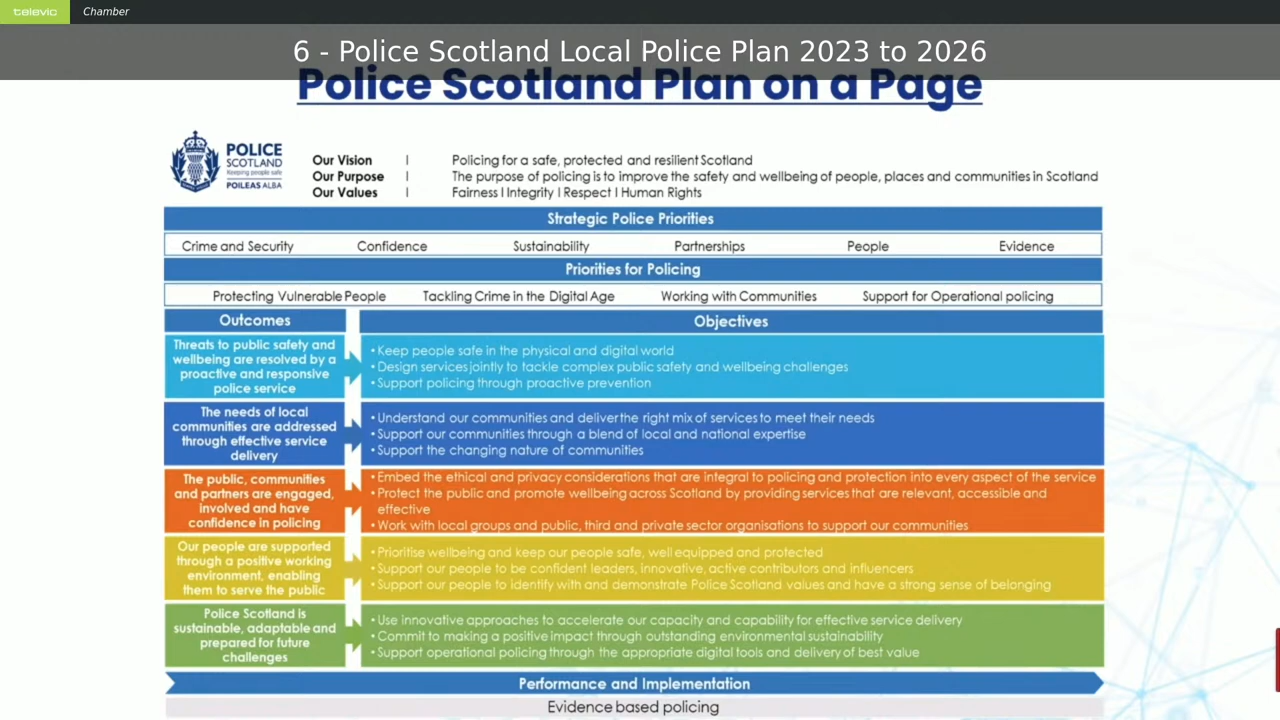 televic Chamber
6 - Police Scotland Local Police Plan 2023 to 2026
Police Scotland Plan on a Page
POLICE
SCOTLAND
Keeping people safe
POILEAS ALBA
Our Vision | Policing for a safe, protected and resilient Scotland
Our Purpose | The purpose of policing is to improve the safety and wellbeing of people, places and communities in Scotland
Our Values | Fairness | Integrity | Respect | Human Rights
Strategic Police Priorities
Crime and Security Confidence Sustainability Partnerships People Evidence
Priorities for Policing
Protecting Vulnerable People Tackling Crime in the Digital Age Working with Communities Support for Operational policing
Outcomes Objectives
Threats to public safety and
wellbeing are resolved by a
proactive and responsive
police service
• Keep people safe in the physical and digital world
• Design services jointly to tackle complex public safety and wellbeing challenges
• Support policing through proactive prevention
The needs of local
communities are addressed
through effective service
delivery
• Understand our communities and deliver the right mix of services to meet their needs
• Support our communities through a blend of local and national expertise
• Support the changing nature of communities
The public, communities
and partners are engaged,
involved and have
confidence in policing
• Embed the ethical and privacy considerations that are integral to policing and protection into every aspect of the service
• Protect the public and promote wellbeing across Scotland by providing services that are relevant, accessible and
effective
• Work with local groups and public, third and private sector organisations to support our communities
Our people are supported
through a positive working
environment, enabling
them to serve the public
• Prioritise wellbeing and keep our people safe, well equipped and protected
• Support our people to be confident leaders, innovative, active contributors and influencers
• Support our people to identify with and demonstrate Police Scotland values and have a strong sense of belonging
Police Scotland is
sustainable, adaptable and
prepared for future
challenges
• Use innovative approaches to accelerate our capacity and capability for effective service delivery
• Commit to making a positive impact through outstanding environmental sustainability
• Support operational policing through the appropriate digital tools and delivery of best value
Performance and Implementation
Evidence based policing